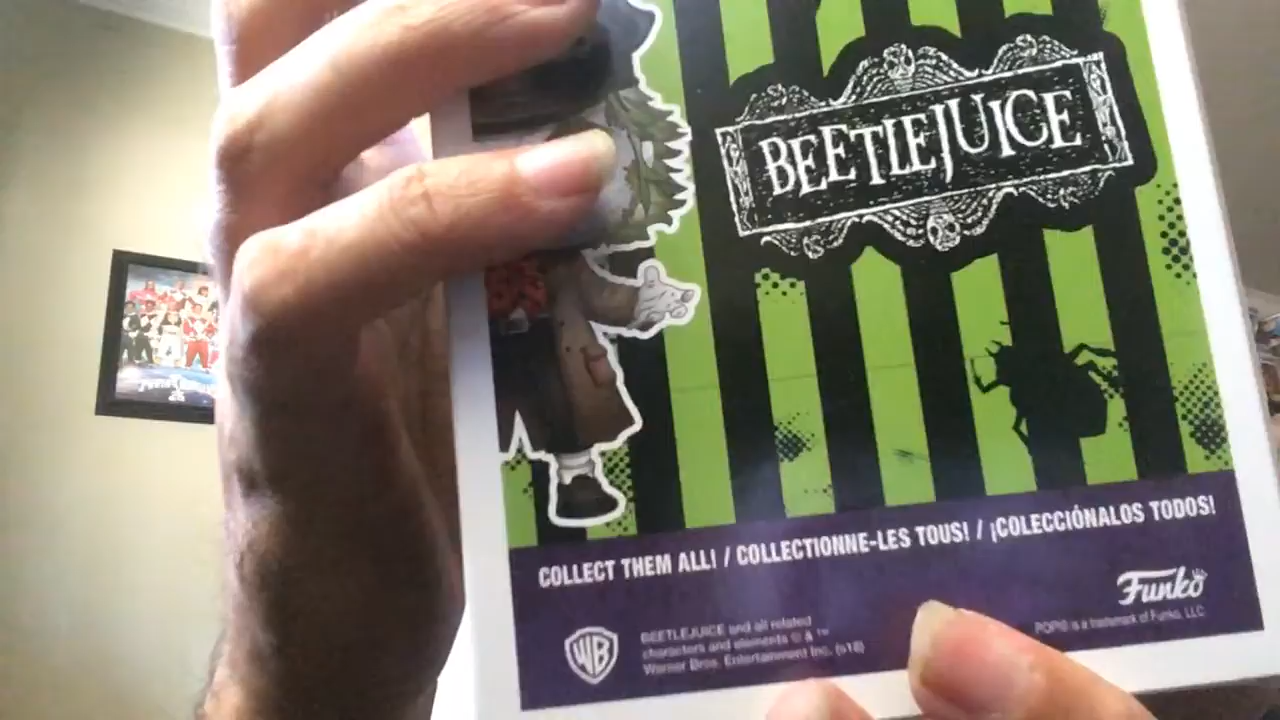 BEETLEJUICE
COLLECT THEM ALL! / COLLECTIONNE-LES TOUS! / ¡COLECCIÓNALOS TODOS!
Funko
POP!® is a trademark of Funko, LLC.
WB
BEETLEJUICE and all related
characters and elements © & ™
Warner Bros. Entertainment Inc. (s18)